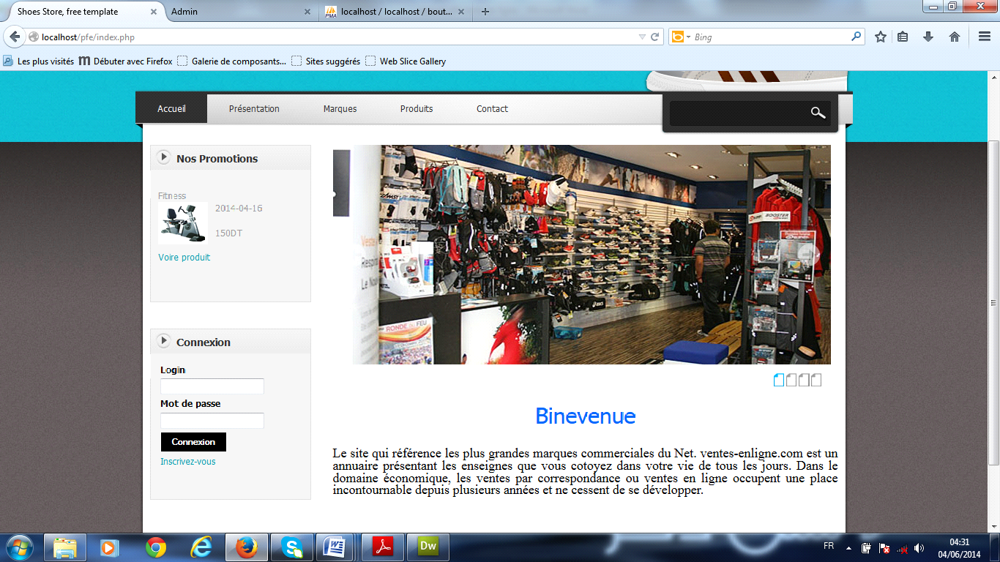 Shoes Store, free template
Admin
localhost / localhost / bout...
localhost/pfe/index.php
Bing
Les plus visités
Débuter avec Firefox
Galerie de composants...
Sites suggérés
Web Slice Gallery
Accueil
Présentation
Marques
Produits
Contact
Nos Promotions
Fitness
2014-04-16
150DT
Voire produit
BOOSTER
RONDE DU FEU
Connexion
Login
Mot de passe
Connexion
Inscrivez-vous
Binevenue
Le site qui référence les plus grandes marques commerciales du Net. ventes-enligne.com est un
annuaire présentant les enseignes que vous cotoyez dans votre vie de tous les jours. Dans le
domaine économique, les ventes par correspondance ou ventes en ligne occupent une place
incontournable depuis plusieurs années et ne cessent de se développer.
Dw
FR
04:31
04/06/2014